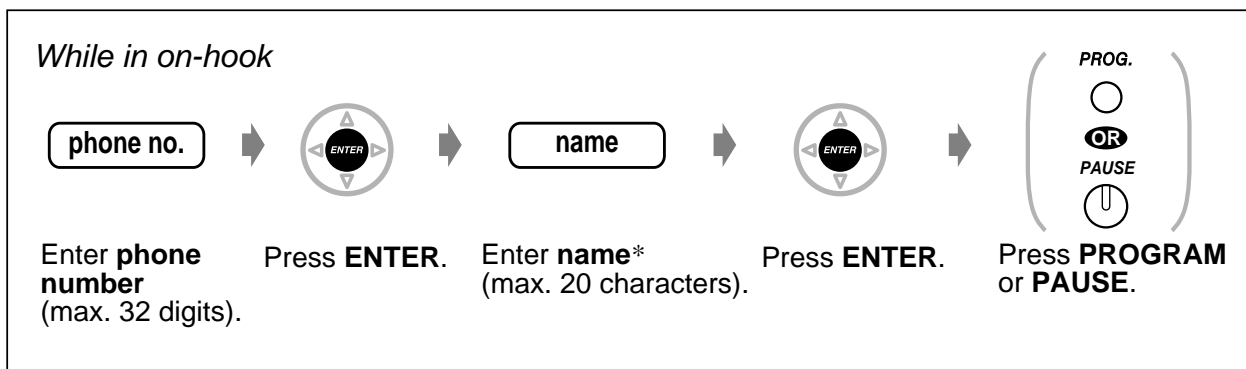 While in on-hook
phone no.
ENTER
name
ENTER
PROG.
OR
PAUSE
Enter phone
number
(max. 32 digits).
Press ENTER.
Enter name*
(max. 20 characters).
Press ENTER.
Press PROGRAM
or PAUSE.